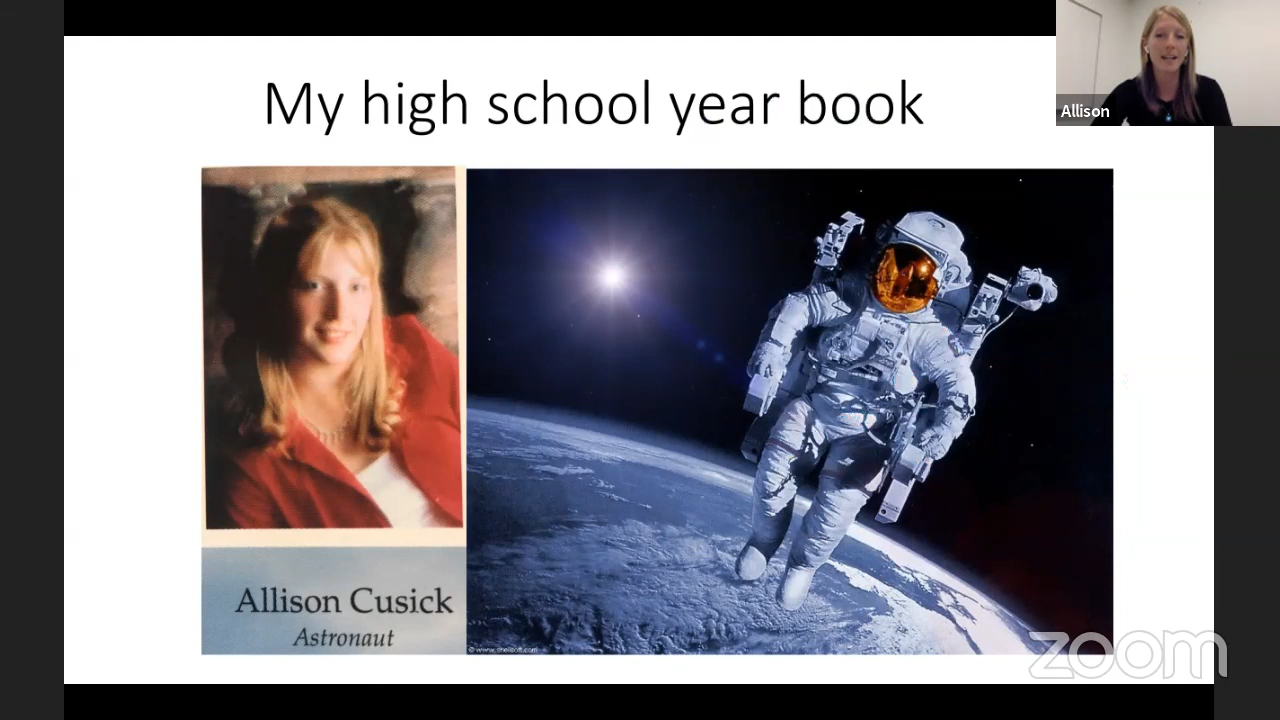 My high school year book
Allison
Allison Cusick
Astronaut
zoom